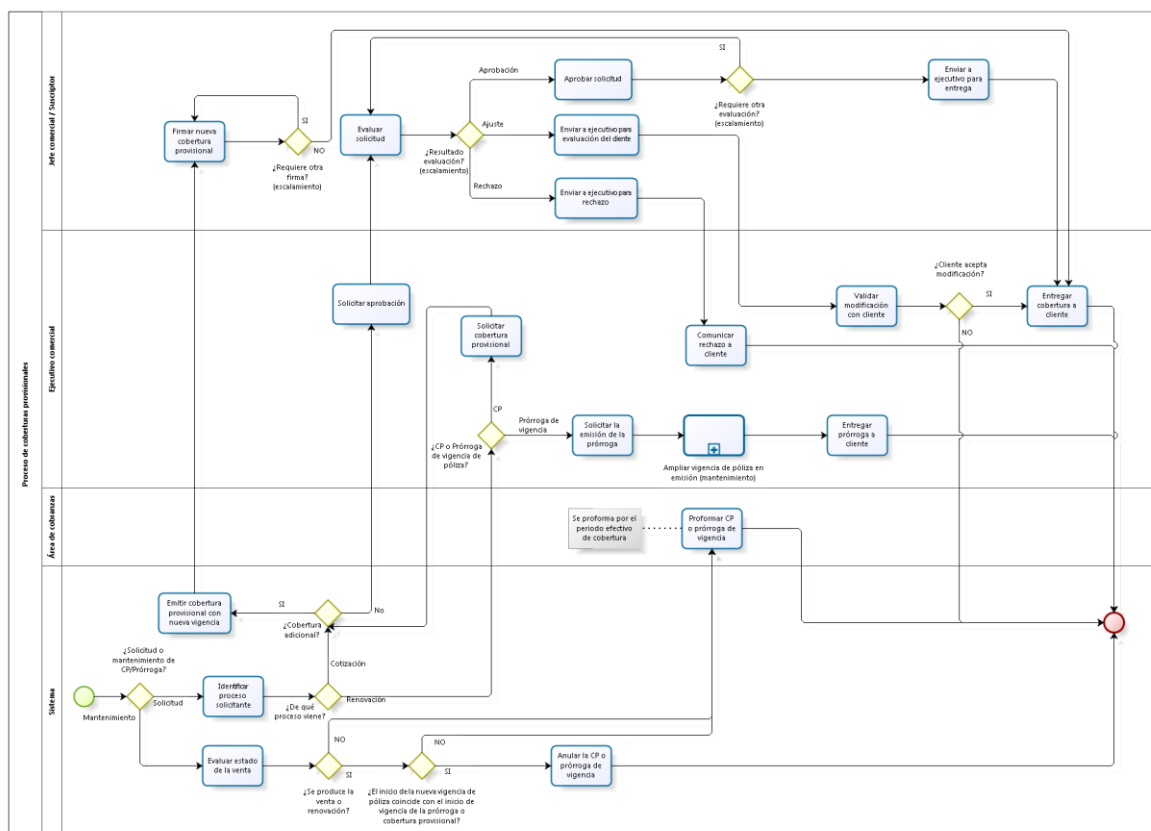 Proceso de coberturas provisionales
Jefe comercial / Suscriptor
Firmar nueva
cobertura
provisional
SI
NO
¿Requiere otra
firma?
(escalamiento)
Evaluar
solicitud
¿Resultado
evaluación?
(escalamiento)
Aprobación
Aprobar solicitud
Ajuste
Enviar a ejecutivo para
evaluación del cliente
Rechazo
Enviar a ejecutivo para
rechazo
SI
¿Requiere otra
evaluación?
(escalamiento)
Enviar a
ejecutivo para
entrega
Ejecutivo comercial
Solicitar aprobación
Solicitar
cobertura
provisional
CP
¿CP o Prórroga
de vigencia de
póliza?
Prórroga de
vigencia
Solicitar la
emisión de la
prórroga
Ampliar vigencia de póliza en
emisión (mantenimiento)
Entregar
prórroga a
cliente
Comunicar
rechazo a
cliente
Validar
modificación
con cliente
¿Cliente acepta
modificación?
SI
NO
Entregar
cobertura a
cliente
Área de cobranzas
Se proforma por el
periodo efectivo
de cobertura
Proformar CP
o prórroga de
vigencia
Sistema
Emitir cobertura
provisional con
nueva vigencia
SI
No
¿Cobertura
adicional?
¿Solicitud o
mantenimiento de
CP/Prórroga?
Solicitud
Mantenimiento
Identificar
proceso
solicitante
¿De qué
proceso viene?
Cotización
Renovación
Evaluar estado
de la venta
NO
SI
¿Se produce la
venta o
renovación?
NO
SI
¿El inicio de la nueva vigencia de
póliza coincide con el inicio de
vigencia de la prórroga o
cobertura provisional?
Anular la CP o
prórroga de
vigencia